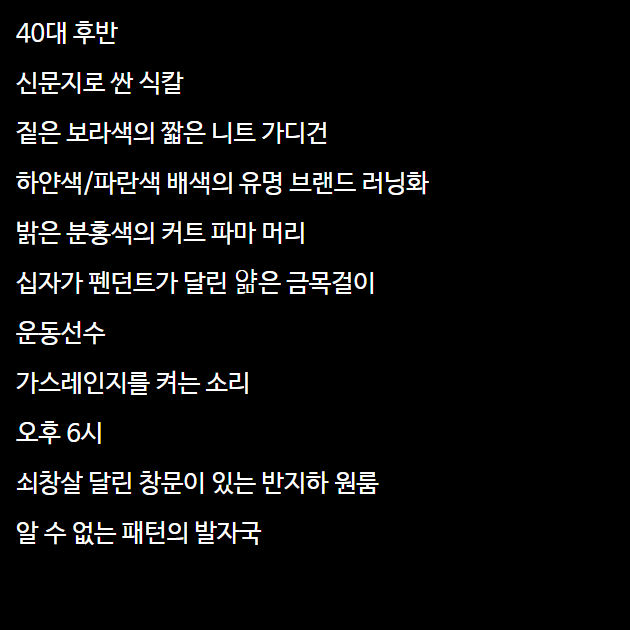 40대 후반
신문지로 싼 식칼
짙은 보라색의 짧은 니트 가디건
하얀색/파란색 배색의 유명 브랜드 러닝화
밝은 분홍색의 커트 파마 머리
십자가 펜던트가 달린 얆은 금목걸이
운동선수
가스레인지를 켜는 소리
오후 6시
쇠창살 달린 창문이 있는 반지하 원룸
알 수 없는 패턴의 발자국